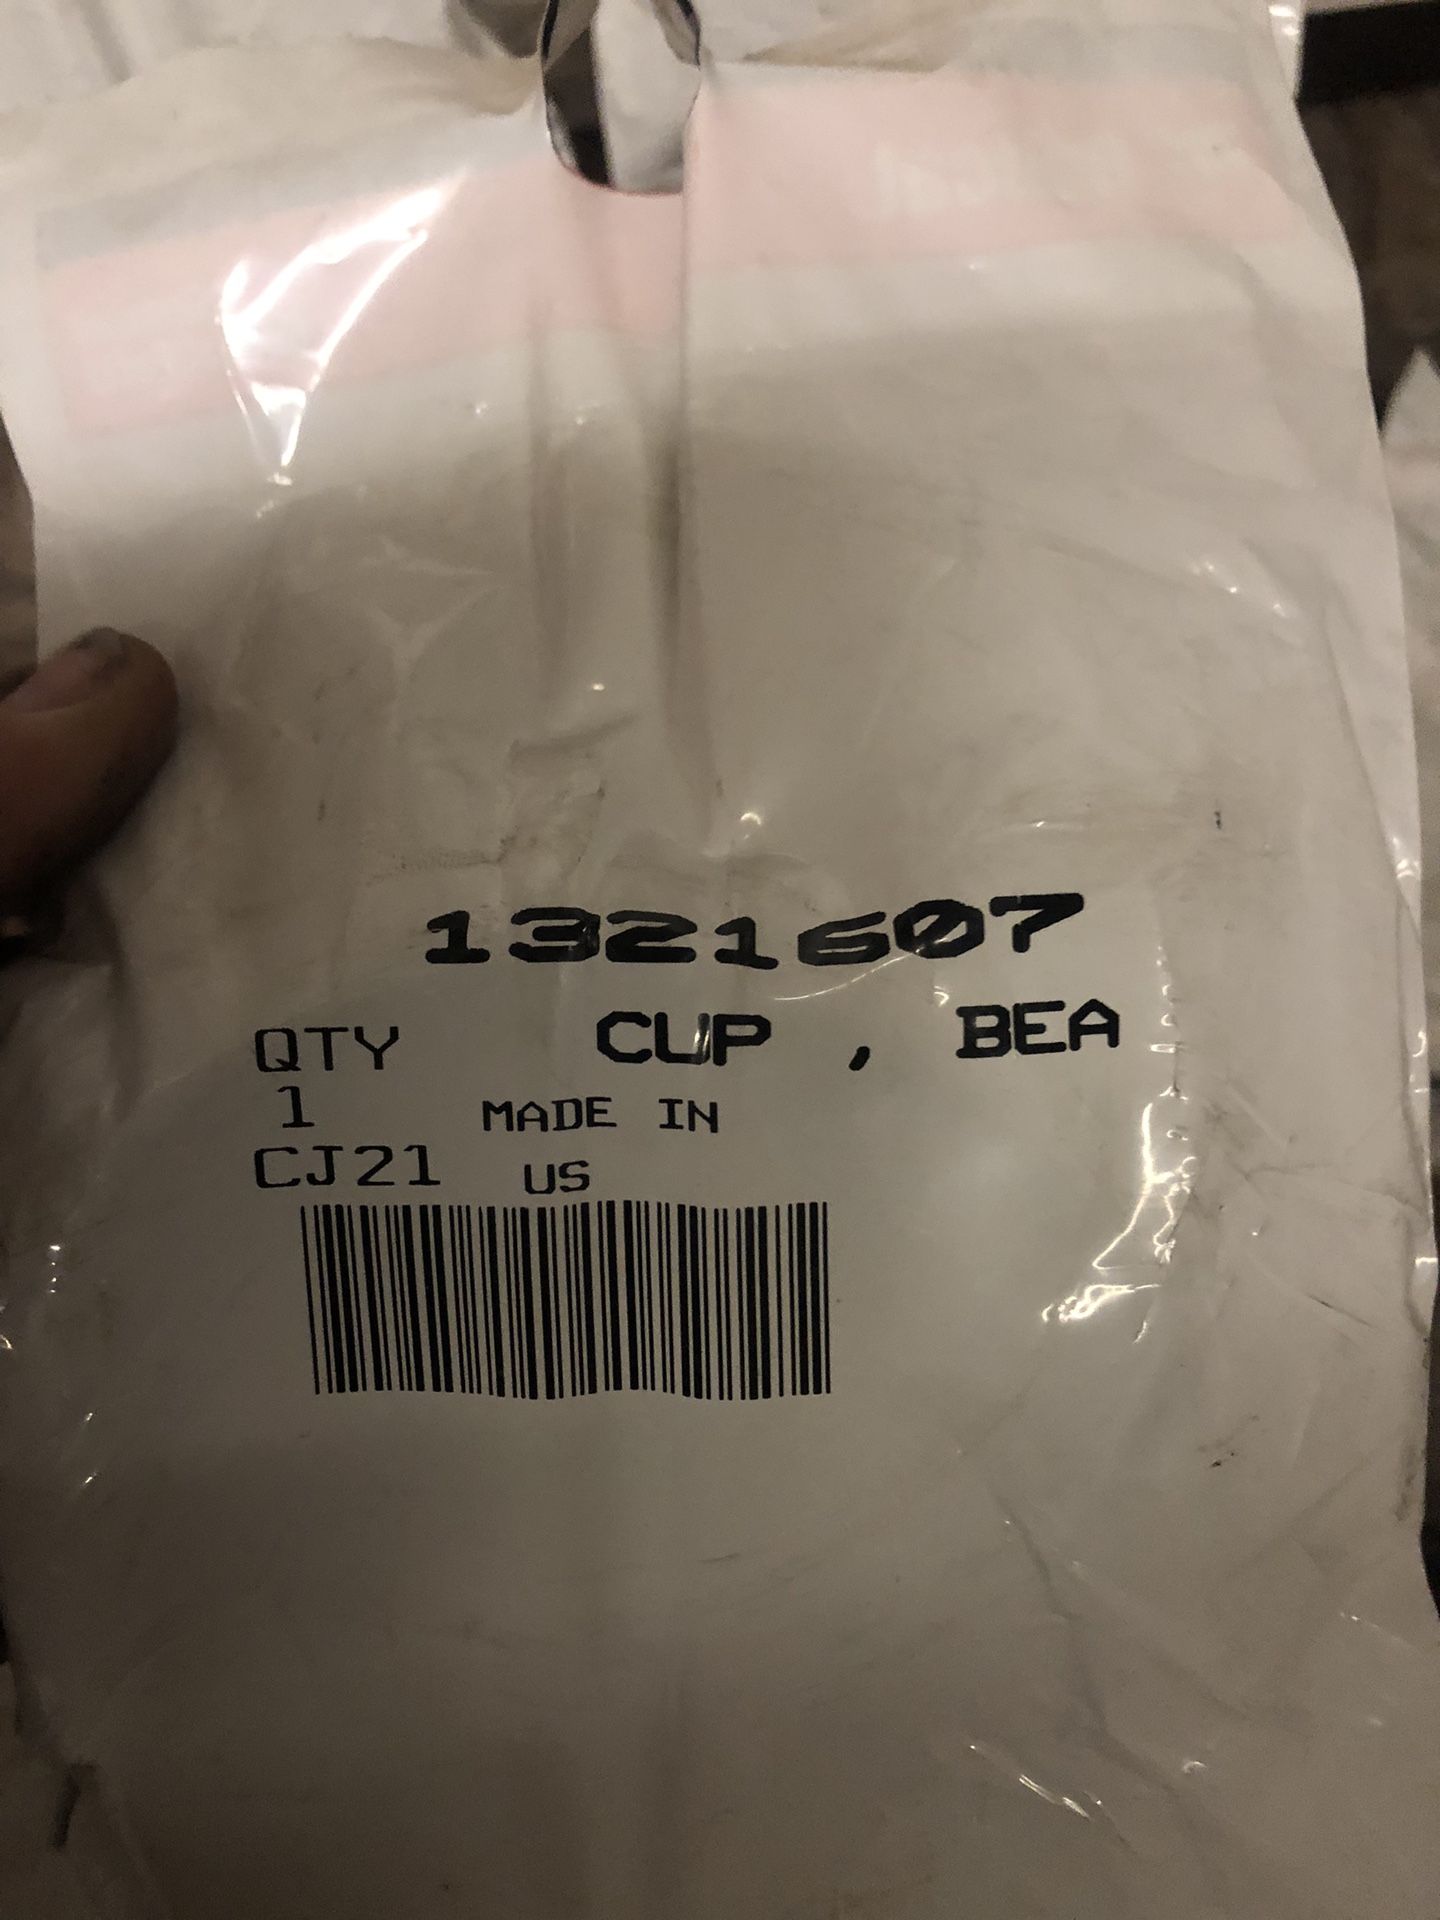 1321607
QTY CUP , BEA
1 MADE IN
CJ21 US